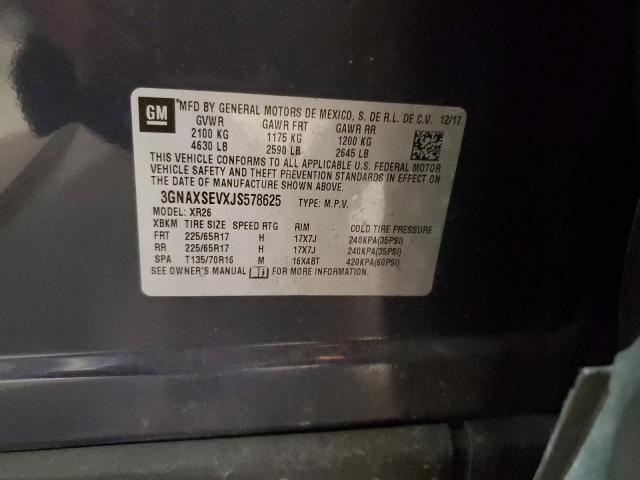 GM
®MFD BY GENERAL MOTORS DE MEXICO, S. DE R.L. DE C.V. 12/17
GVWR GAWR FRT GAWR RR
2100 KG 1175 KG 1200 KG
4630 LB 2590 LB 2645 LB
THIS VEHICLE CONFORMS TO ALL APPLICABLE U.S. FEDERAL MOTOR
VEHICLE SAFETY AND THEFT PREVENTION STANDARDS IN EFFECT ON
THE DATE OF MANUFACTURE SHOWN ABOVE.
3GNAXSEVXJS578625 TYPE: M.P.V.
MODEL: XR26
XBKM TIRE SIZE SPEED RTG RIM COLD TIRE PRESSURE
FRT 225/65R17 H 17X7J 240KPA(35PSI)
RR 225/65R17 H 17X7J 240KPA(35PSI)
SPA T135/70R16 M 16X4BT 420KPA(60PSI)
SEE OWNER'S MANUAL FOR MORE INFORMATION